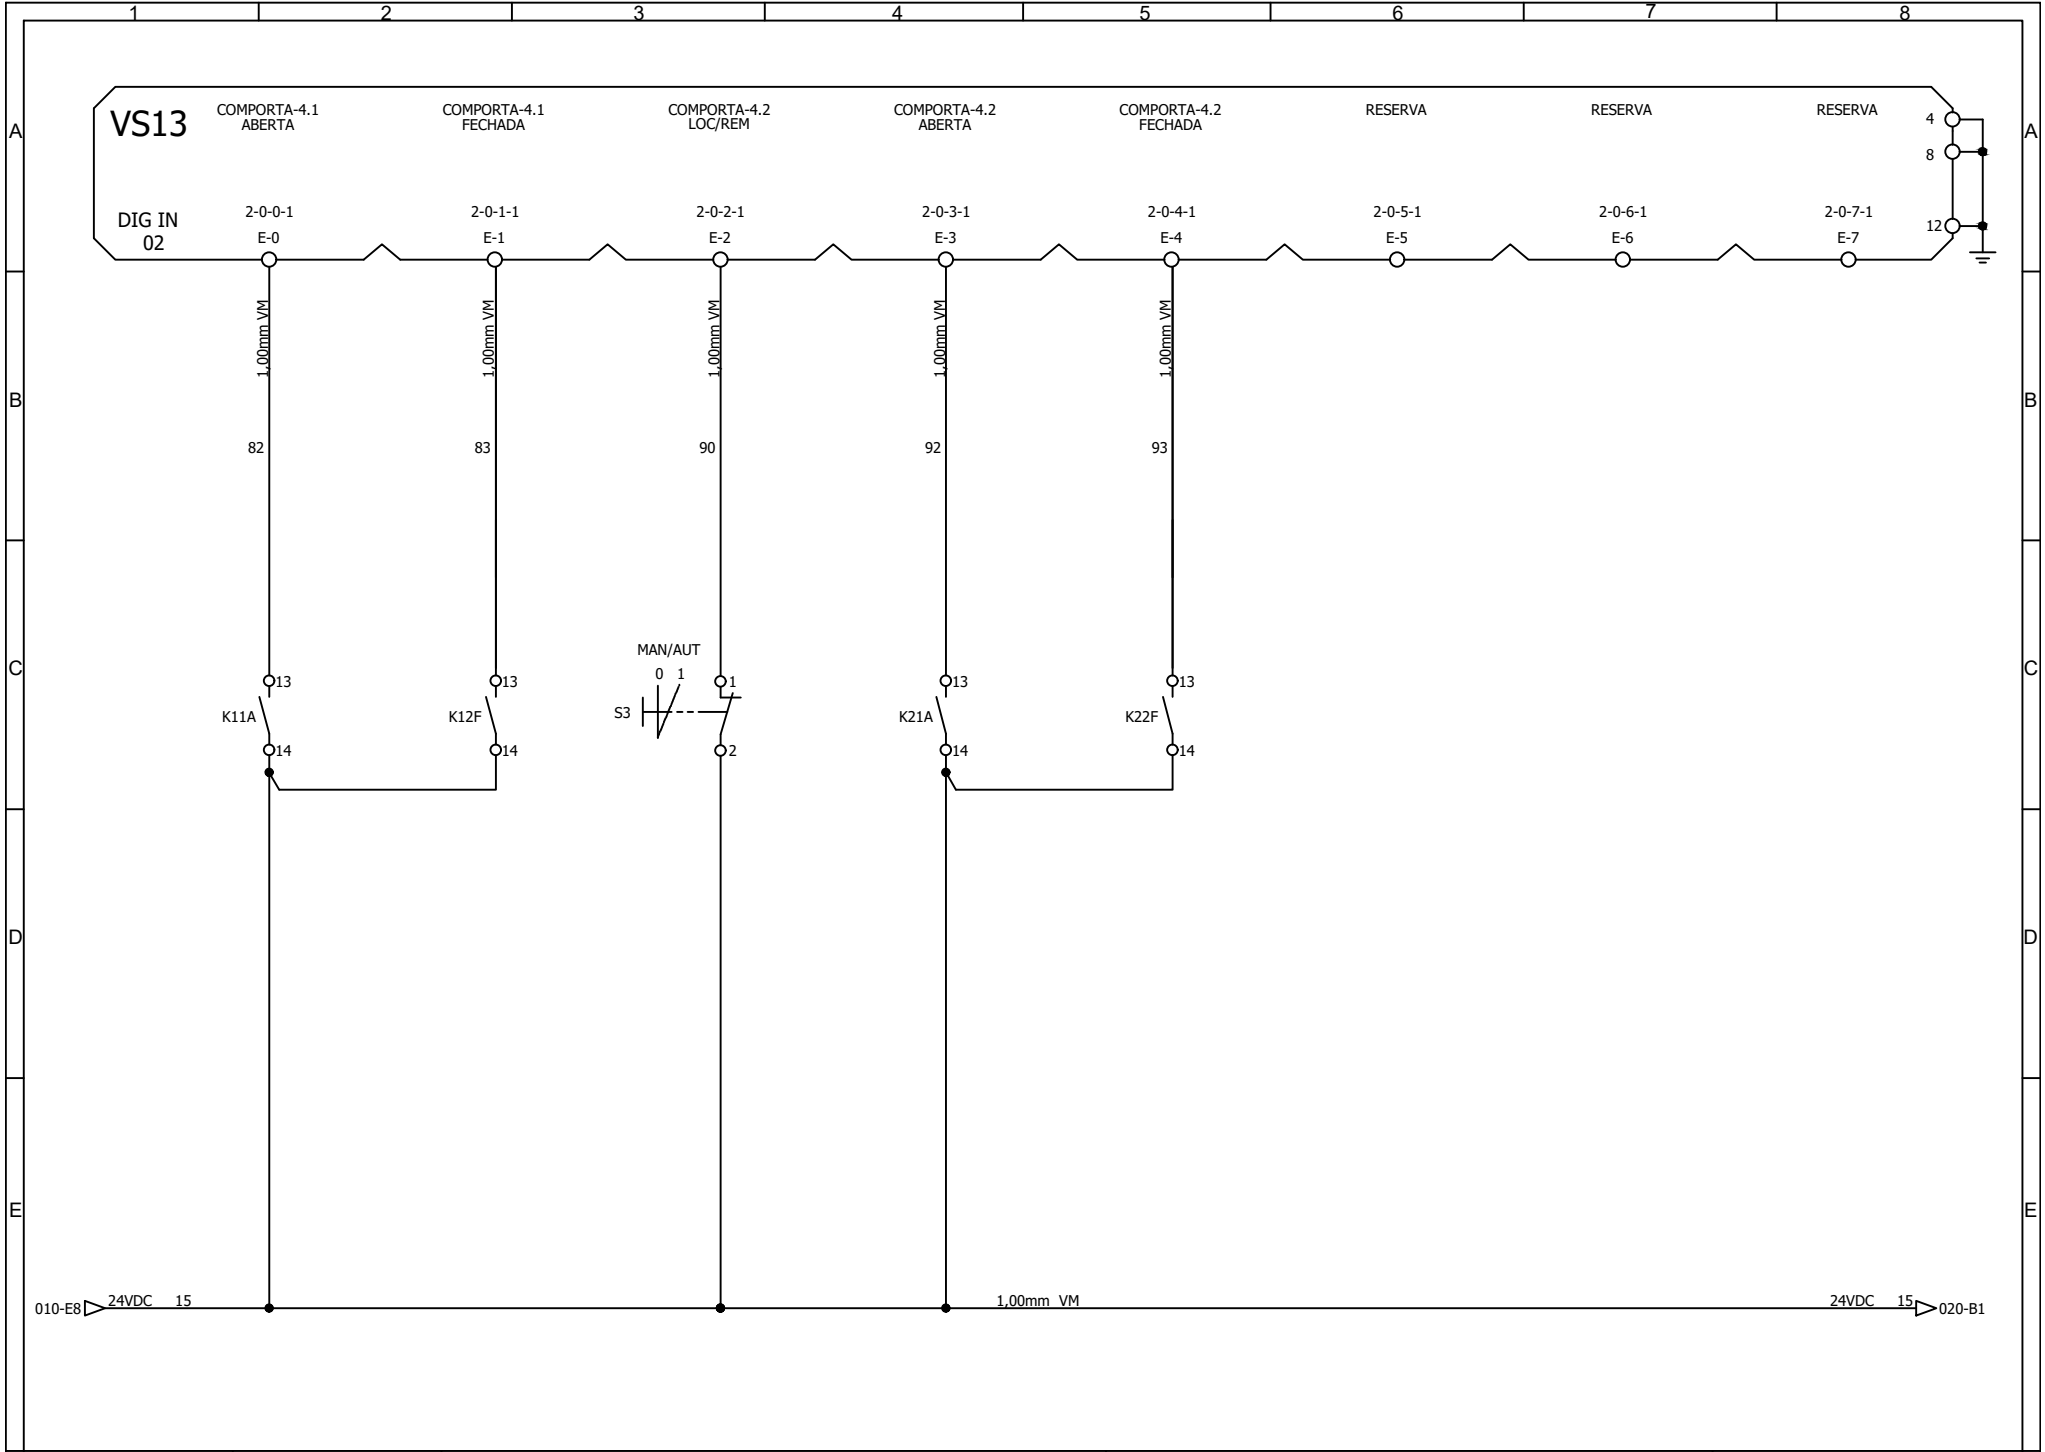 1 2 3 4 5 6 7 8
A A
VS13
COMPORTA-4.1
ABERTA
COMPORTA-4.1
FECHADA
COMPORTA-4.2
LOC/REM
COMPORTA-4.2
ABERTA
COMPORTA-4.2
FECHADA
RESERVA
RESERVA
RESERVA
4
8
12
DIG IN
02
2-0-0-1
E-0
2-0-1-1
E-1
2-0-2-1
E-2
2-0-3-1
E-3
2-0-4-1
E-4
2-0-5-1
E-5
2-0-6-1
E-6
2-0-7-1
E-7
1,00mm VM
1,00mm VM
1,00mm VM
1,00mm VM
1,00mm VM
B B
82
83
90
92
93
C C
MAN/AUT
0 1
13
K11A
14
13
K12F
14
S3
1
2
13
K21A
14
13
K22F
14
D D
E E
010-E8
24VDC 15
1,00mm VM
24VDC 15
020-B1